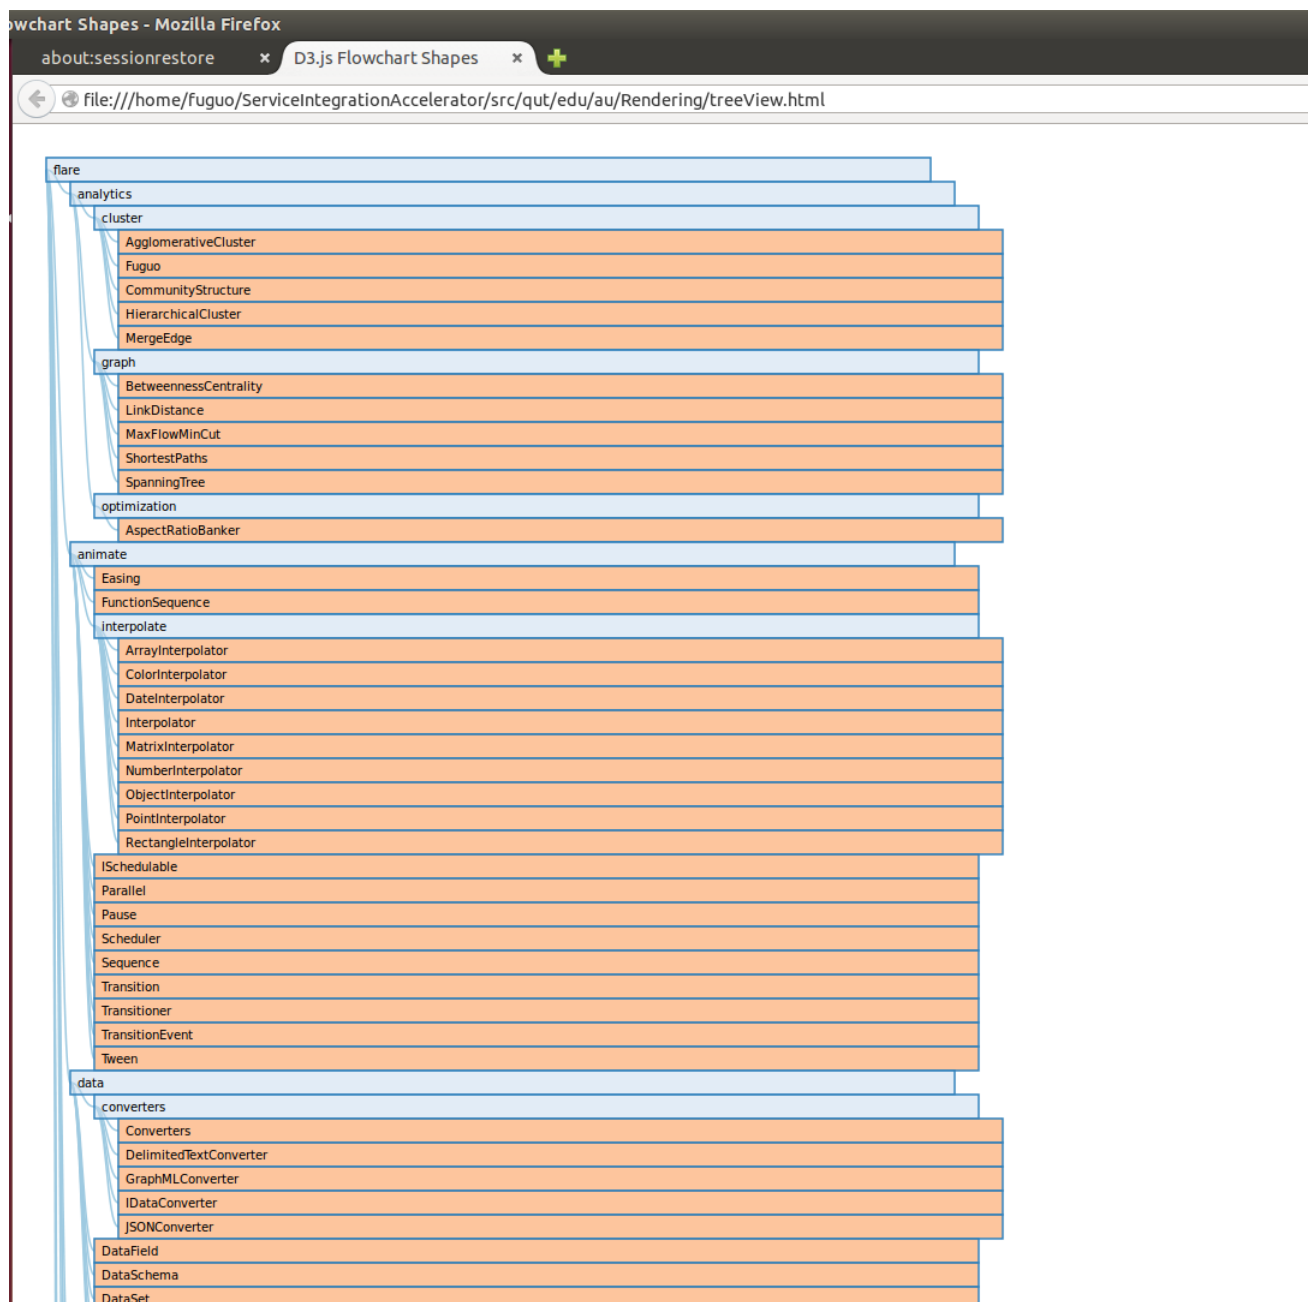 owchart Shapes - Mozilla Firefox
about:sessionrestore × D3.js Flowchart Shapes ×
file:///home/fuguo/ServiceIntegrationAccelerator/src/qut/edu/au/Rendering/treeView.html
flare
analytics
cluster
AgglomerativeCluster
Fuguo
CommunityStructure
HierarchicalCluster
MergeEdge
graph
BetweennessCentrality
LinkDistance
MaxFlowMinCut
ShortestPaths
SpanningTree
optimization
AspectRatioBanker
animate
Easing
FunctionSequence
interpolate
ArrayInterpolator
ColorInterpolator
DateInterpolator
Interpolator
MatrixInterpolator
NumberInterpolator
ObjectInterpolator
PointInterpolator
RectangleInterpolator
ISchedulable
Parallel
Pause
Scheduler
Sequence
Transition
Transitioner
TransitionEvent
Tween
data
converters
Converters
DelimitedTextConverter
GraphMLConverter
IDataConverter
JSONConverter
DataField
DataSchema
DataSet